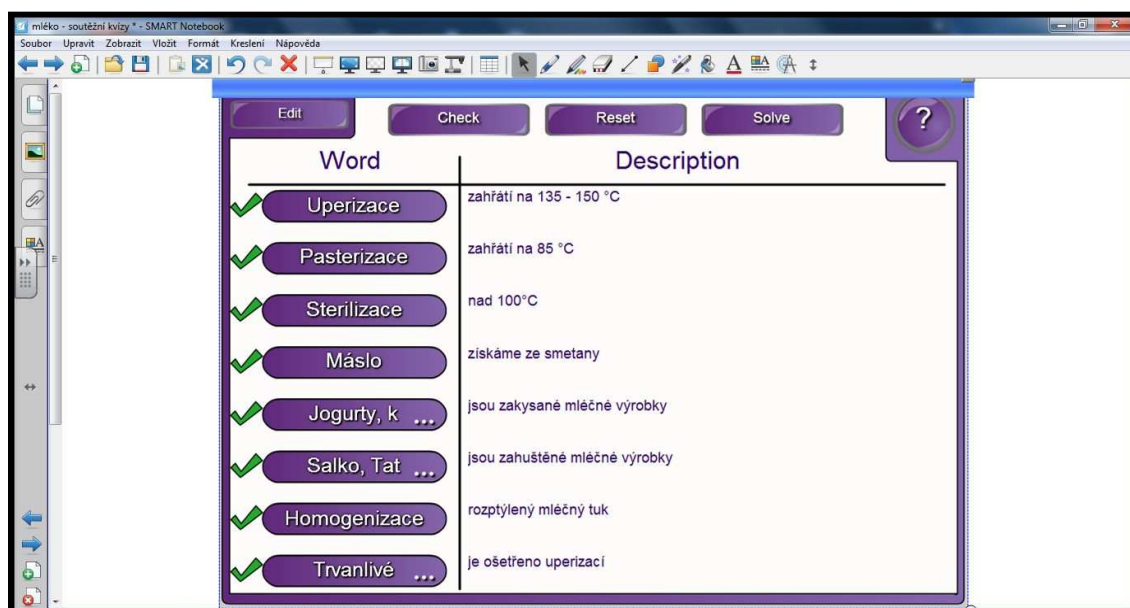 mléko - soutěžní kvízy * - SMART Notebook
Soubor Upravit Zobrazit Vložit Formát Kreslení Nápověda
Edit Check Reset Solve ?
Word Description
Uperizace zahřátí na 135 - 150 °C
Pasterizace zahřátí na 85 °C
Sterilizace nad 100°C
Máslo získáme ze smetany
Jogurty, k ... jsou zakysané mléčné výrobky
Salko, Tat ... jsou zahuštěné mléčné výrobky
Homogenizace rozptýlený mléčný tuk
Trvanlivé ... je ošetřeno uperizací